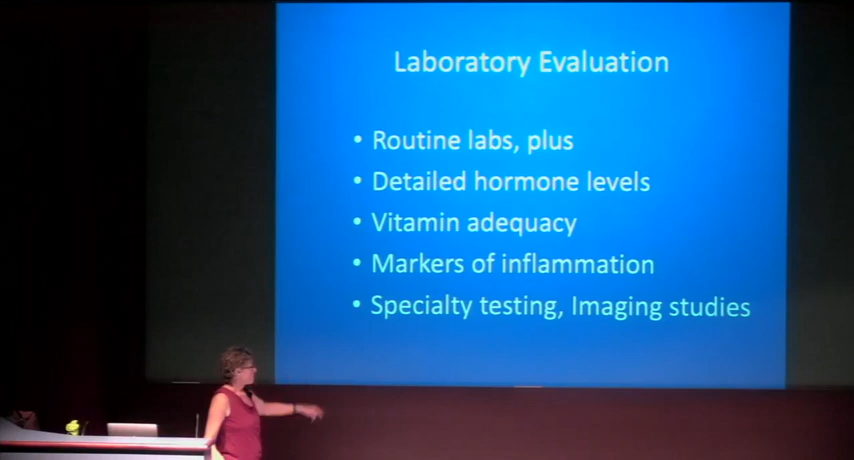 Laboratory Evaluation
• Routine labs, plus
• Detailed hormone levels
• Vitamin adequacy
• Markers of inflammation
• Specialty testing, Imaging studies